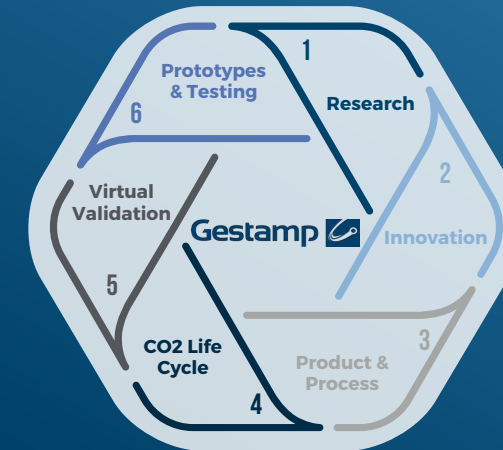 1
Research
2
Innovation
3
Product &
Process
4
CO2 Life
Cycle
5
Virtual
Validation
6
Prototypes
& Testing
Gestamp